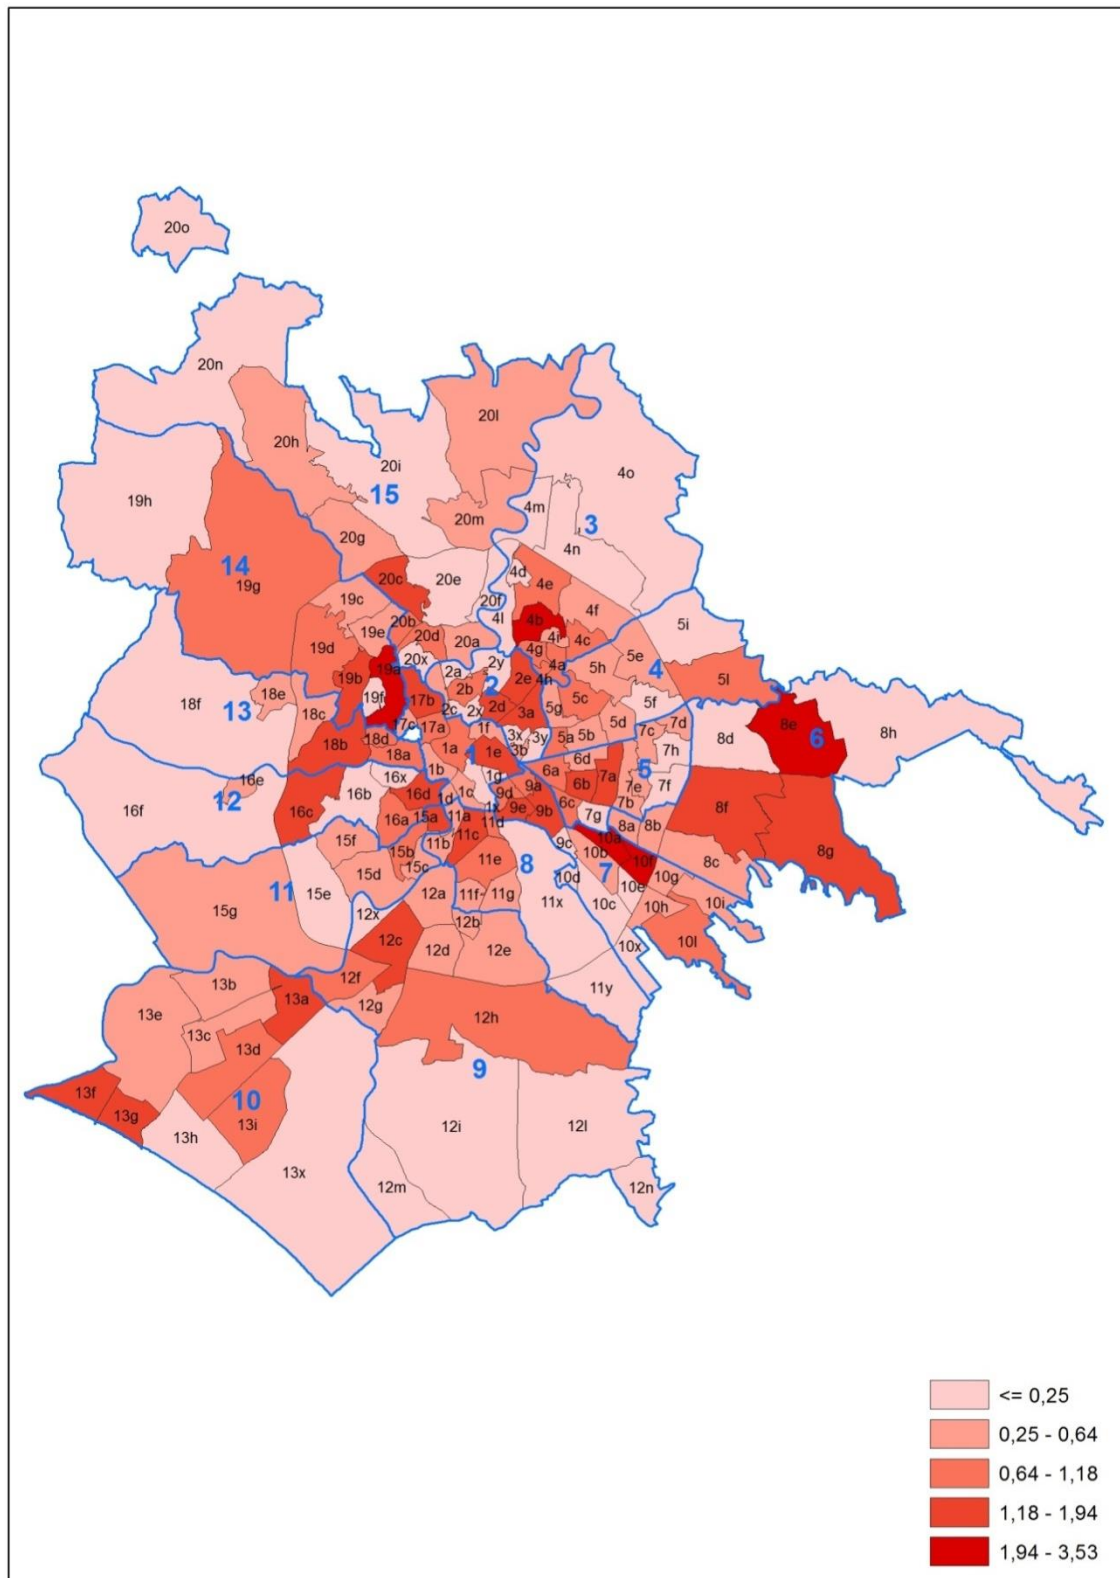 20o
20n
20l
20h
20i
4o
15
19h
4m
20m
3
20g
4n
14
19g
20c
20e
4d
4e
19c
20f
4f
4l
4b
20b
19e
20d
20a
4i
4c
5i
4g
19d
20x
2y
4a
5e
4
5h
19a
2a
19b
2e
4h
5l
2
18e
19f
2b
5c
18f
17b
2d
5f
13
18c
2c
2x
3a
5g
8e
17c
5d
7d
17a
1f
7c
8h
6
18d
3x
3y
5a
5b
8d
18b
1a
3b
7h
18a
1
1e
6d
5
1b
6a
16x
1g
16e
7a
7e
7f
12
16b
1c
9a
6b
16d
9d
1d
7b
6c
16f
1x
9e
9b
8f
16c
7g
16a
15a
11a
11d
8a
8b
11c
10a
15f
11b
9c
8g
15b
10b
11e
8
10f
8c
15c
15d
10d
7
10g
11
15e
12a
11f
11g
10e
11x
10c
10h
10i
15g
12x
12b
12c
10l
10x
12d
12e
12f
13b
11y
13a
12g
13e
12h
13c
13d
9
13f
10
13g
13i
12i
12l
13h
13x
12m
12n
<= 0,25
0,25 - 0,64
0,64 - 1,18
1,18 - 1,94
1,94 - 3,53